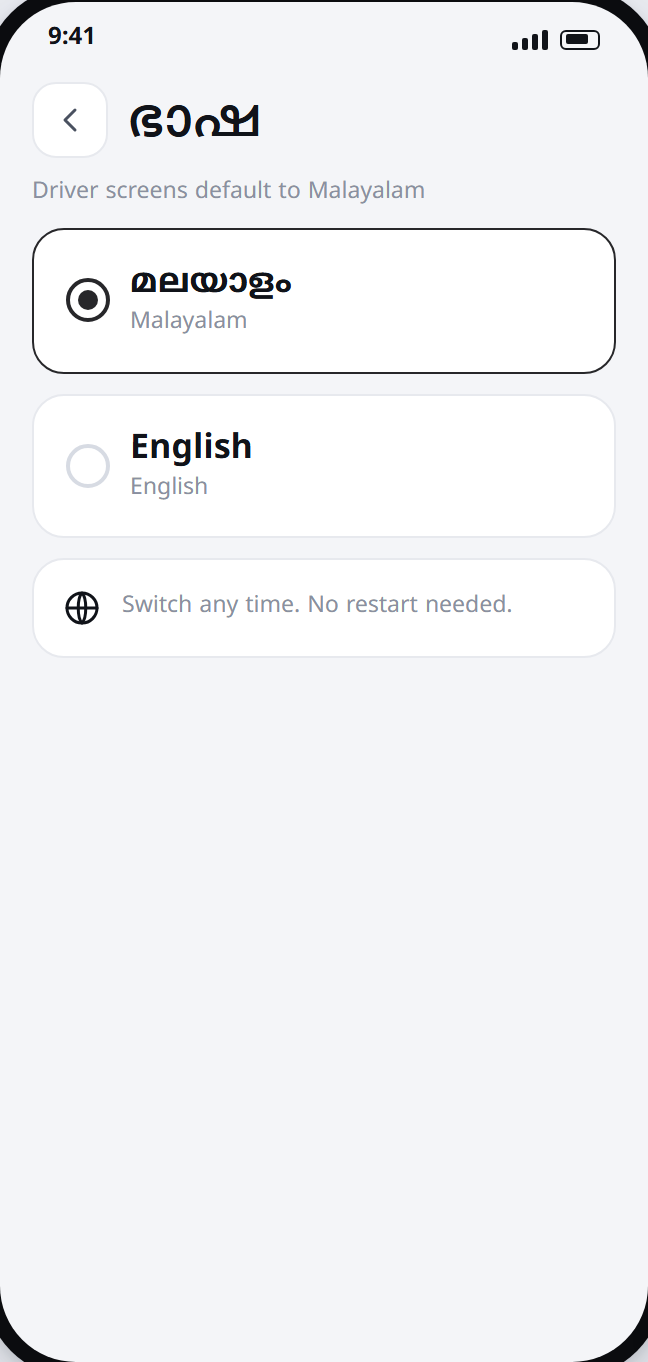 9:41
ഭാഷ
Driver screens default to Malayalam
മലയാളം
Malayalam
English
English
Switch any time. No restart needed.